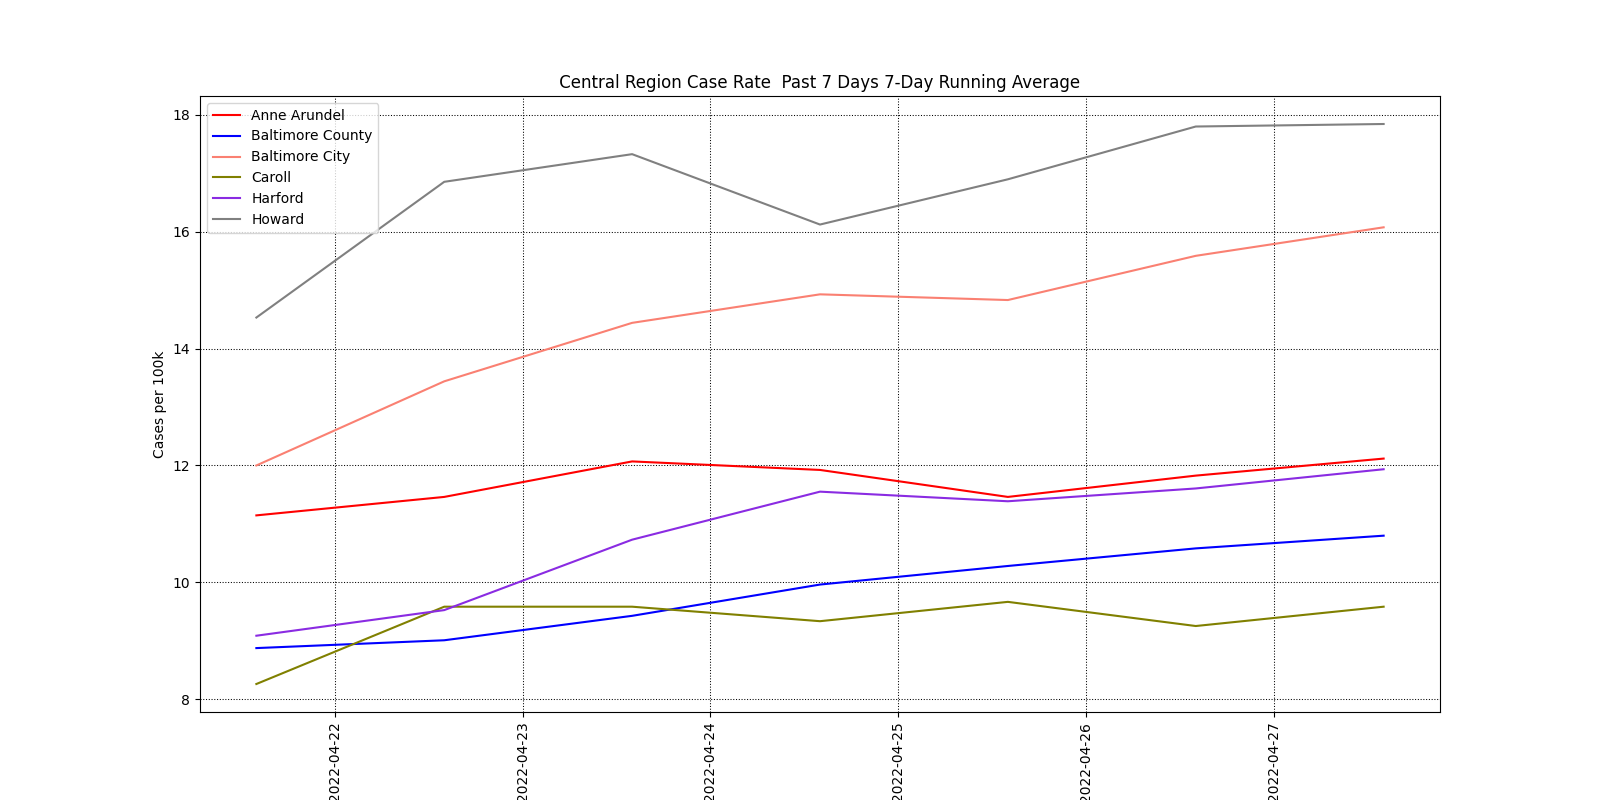 Central Region Case Rate  Past 7 Days 7-Day Running Average
Anne Arundel
Baltimore County
Baltimore City
Caroll
Harford
Howard
Cases per 100k
18
16
14
12
10
8
2022-04-22
2022-04-23
2022-04-24
2022-04-25
2022-04-26
2022-04-27